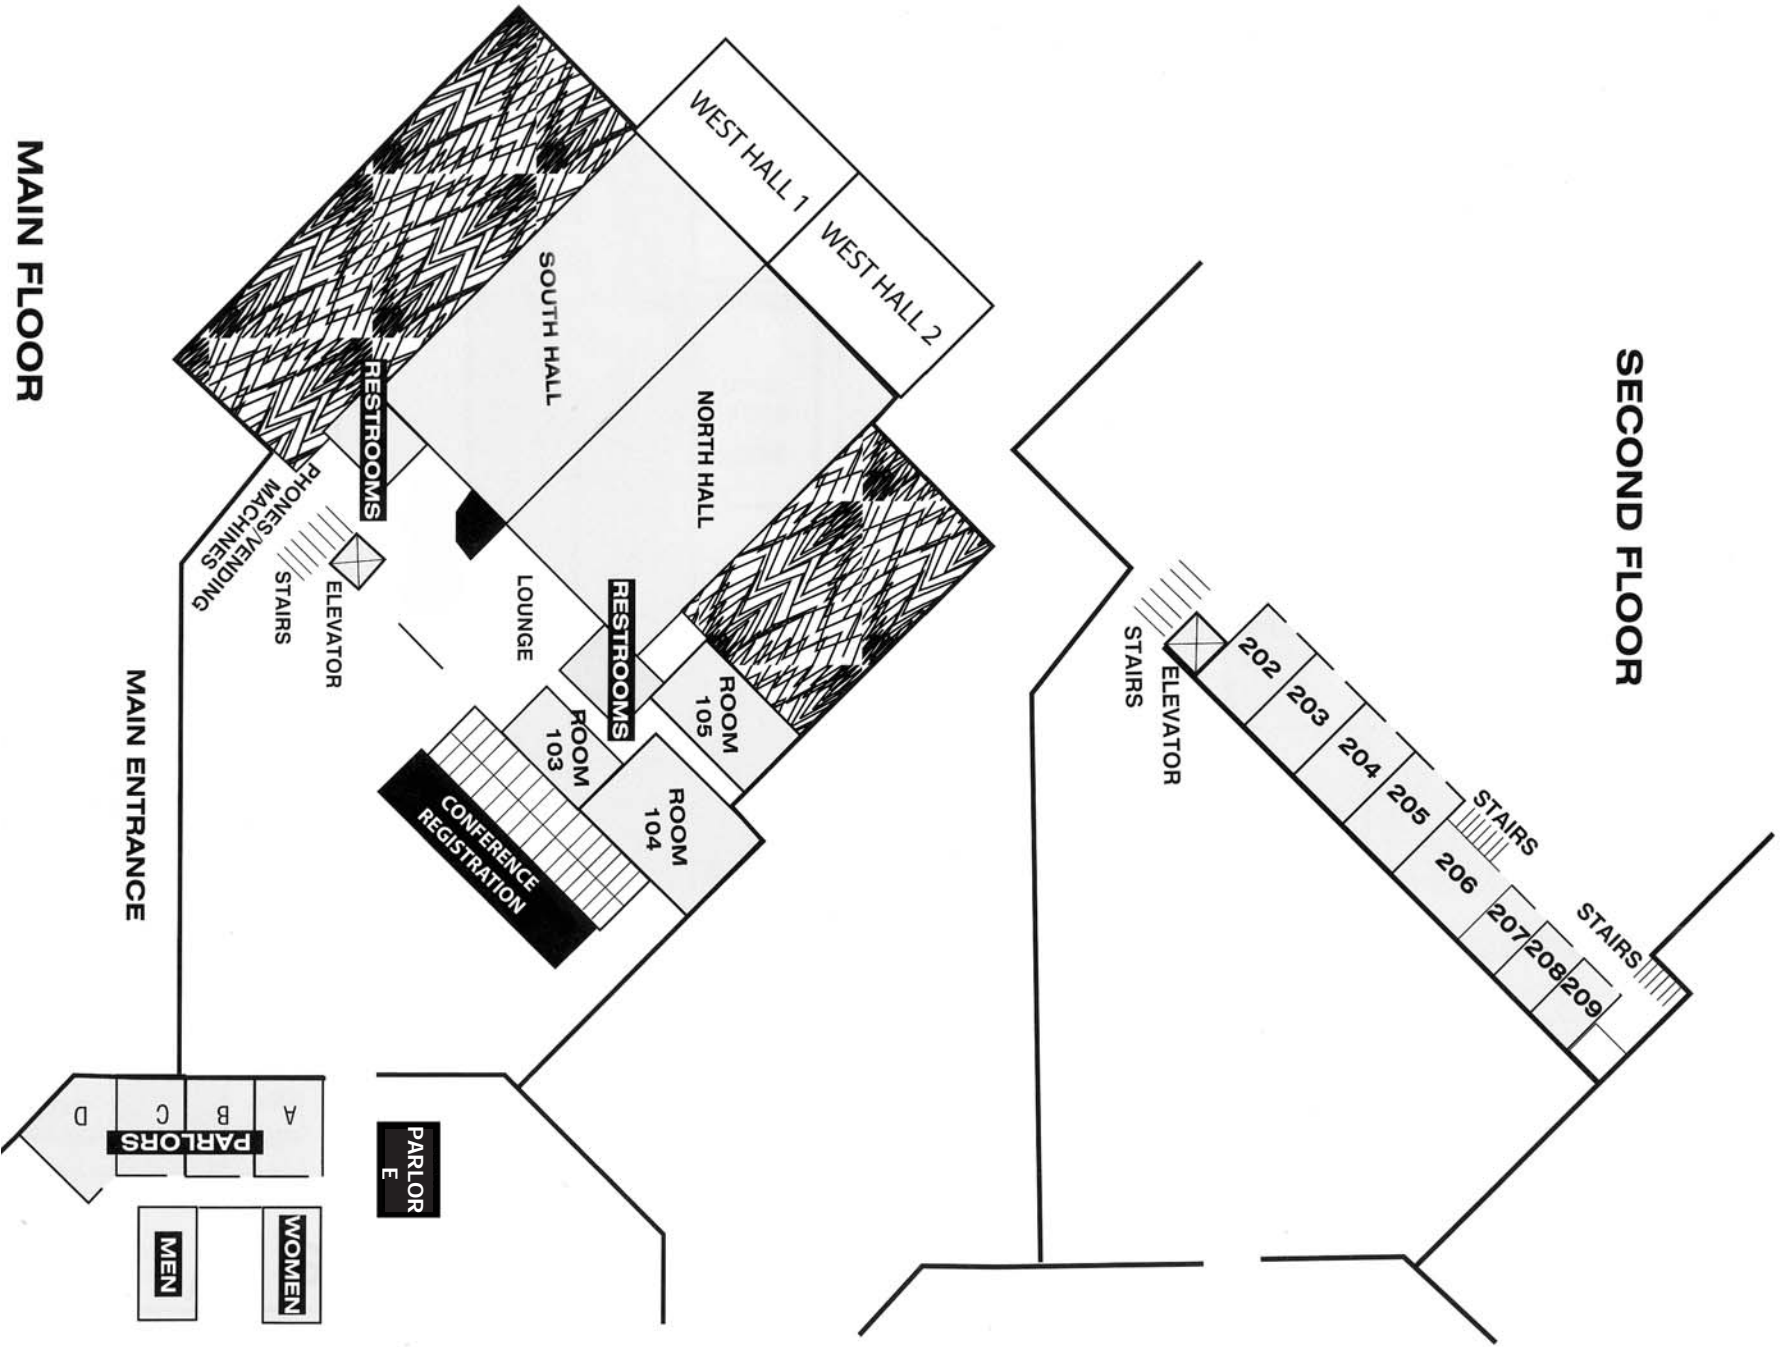 MAIN FLOOR
WEST HALL 1
WEST HALL 2
SOUTH HALL
NORTH HALL
RESTROOMS
PHONES/VENDING
MACHINES
STAIRS
ELEVATOR
LOUNGE
RESTROOMS
ROOM
105
ROOM
103
ROOM
104
CONFERENCE
REGISTRATION
MAIN ENTRANCE
A
B
C
D
PARLORS
PARLOR
E
MEN
WOMEN
SECOND FLOOR
STAIRS
ELEVATOR
202
203
204
205
STAIRS
206
207
208
209
STAIRS